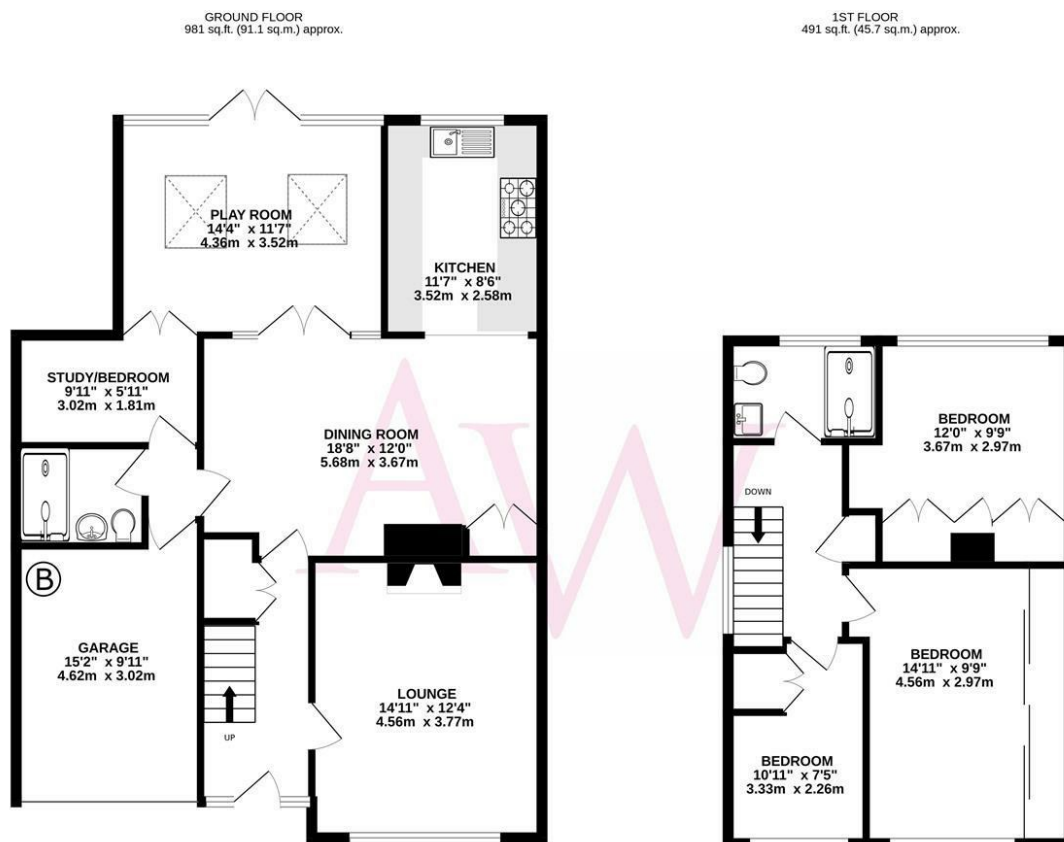 GROUND FLOOR
981 sq.ft. (91.1 sq.m.) approx.
1ST FLOOR
491 sq.ft. (45.7 sq.m.) approx.
PLAY ROOM
14'4" x 11'7"
4.36m x 3.52m
KITCHEN
11'7" x 8'6"
3.52m x 2.58m
STUDY/BEDROOM
9'11" x 5'11"
3.02m x 1.81m
DINING ROOM
18'8" x 12'0"
5.68m x 3.67m
AW
B
GARAGE
15'2" x 9'11"
4.62m x 3.02m
UP
LOUNGE
14'11" x 12'4"
4.56m x 3.77m
BEDROOM
12'0" x 9'9"
3.67m x 2.97m
DOWN
BEDROOM
14'11" x 9'9"
4.56m x 2.97m
BEDROOM
10'11" x 7'5"
3.33m x 2.26m